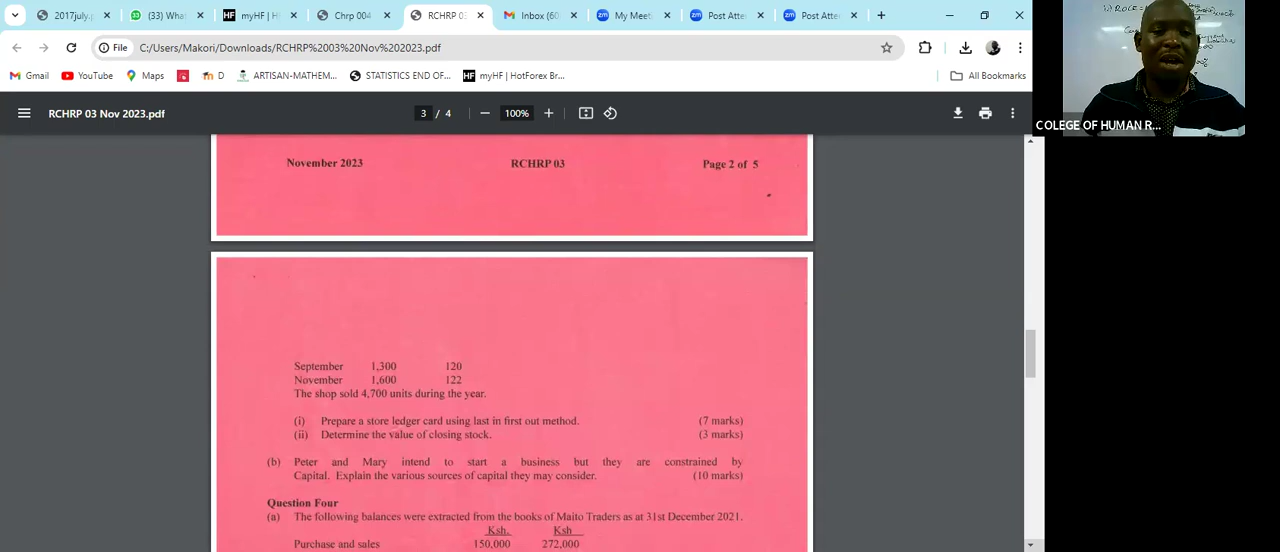 2017july.
(33) Wha
myHF |
Chrp 004
RCHRP 03
Inbox (60
My Meet
Post Atte
Post Atte
File
C:/Users/Makori/Downloads/RCHRP%2003%20Nov%202023.pdf
Gmail
YouTube
Maps
D
ARTISAN-MATHEM...
STATISTICS END OF...
myHF | HotForex Br...
All Bookmarks
RCHRP 03 Nov 2023.pdf
3 / 4
100%
COLEGE OF HUMAN R...
November 2023 RCHRP 03 Page 2 of 5
September 1,300 120
November 1,600 122
The shop sold 4,700 units during the year.
(i) Prepare a store ledger card using last in first out method. (7 marks)
(ii) Determine the value of closing stock. (3 marks)
(b) Peter and Mary intend to start a business but they are constrained by
Capital. Explain the various sources of capital they may consider. (10 marks)
Question Four
(a) The following balances were extracted from the books of Maito Traders as at 31st December 2021.
Ksh. Ksh
Purchase and sales 150,000 272,000